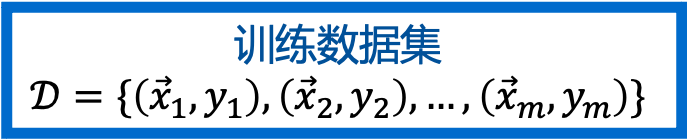 训练数据集
𝒟 = {(x⃗₁, y₁), (x⃗₂, y₂), …, (x⃗ₘ, yₘ)}